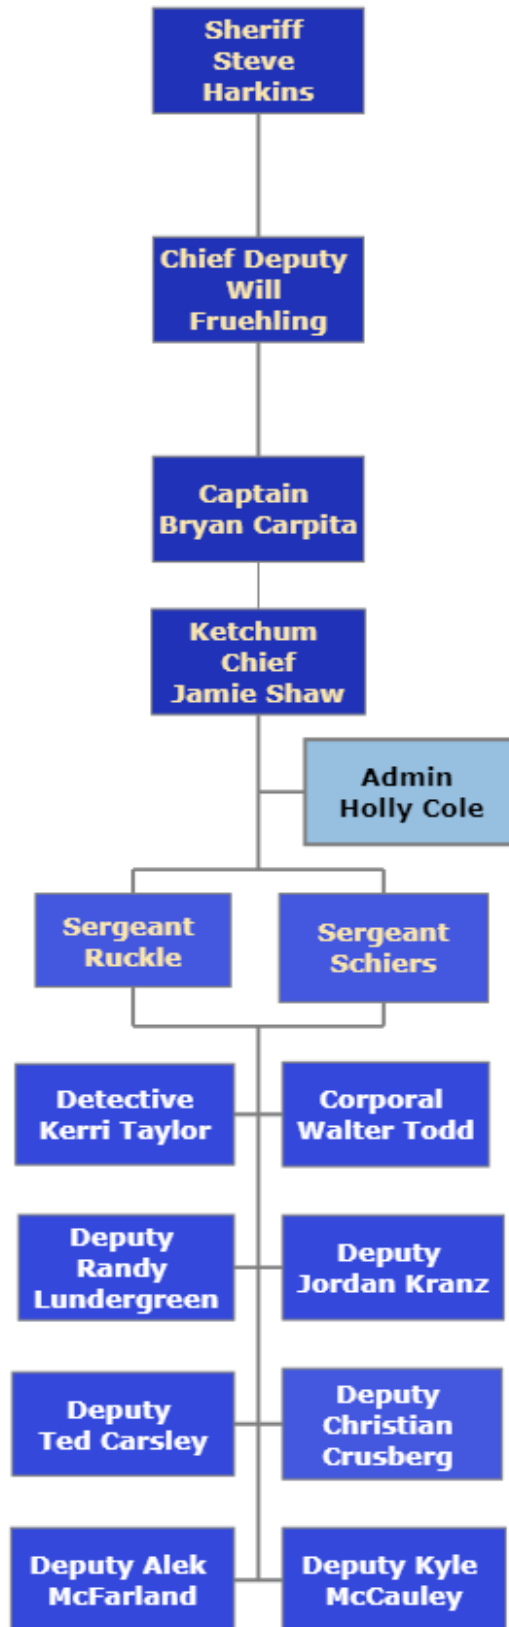 Sheriff
Steve
Harkins
Chief Deputy
Will
Fruehling
Captain
Bryan Carpita
Ketchum
Chief
Jamie Shaw
Admin
Holly Cole
Sergeant
Ruckle
Sergeant
Schiers
Detective
Kerri Taylor
Corporal
Walter Todd
Deputy
Randy
Lundergreen
Deputy
Jordan Kranz
Deputy
Ted Carsley
Deputy
Christian
Crusberg
Deputy Alek
McFarland
Deputy Kyle
McCauley